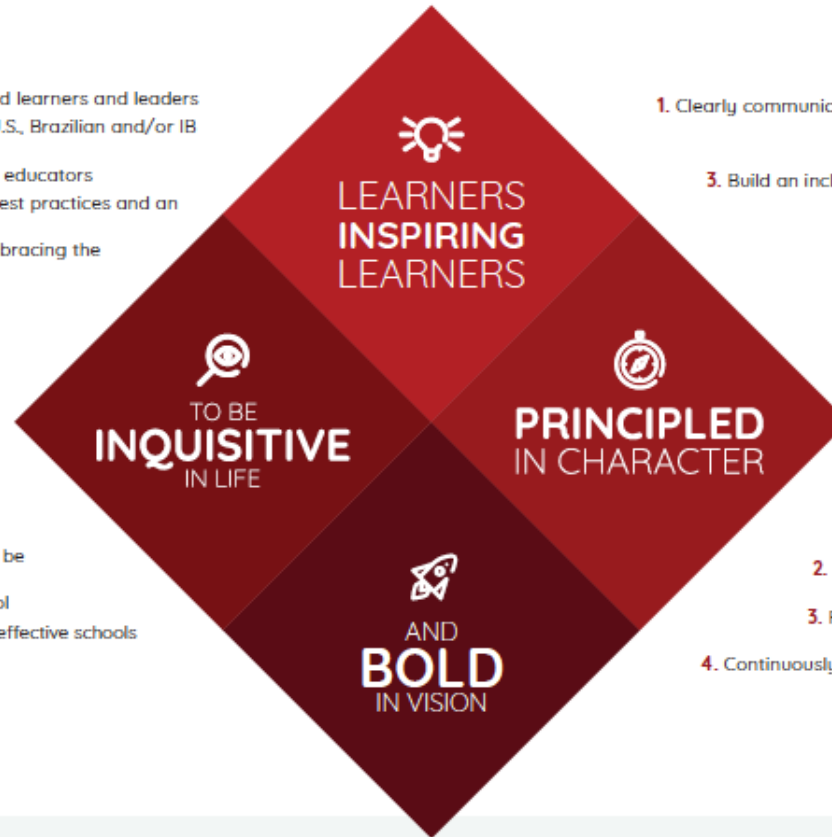 d learners and leaders
.S., Brazilian and/or IB
educators
est practices and an
bracing the
1. Clearly communic
3. Build an incl
LEARNERS
INSPIRING
LEARNERS
TO BE
INQUISITIVE
IN LIFE
PRINCIPLED
IN CHARACTER
be
ol
effective schools
2.
3.
4. Continuously
AND
BOLD
IN VISION